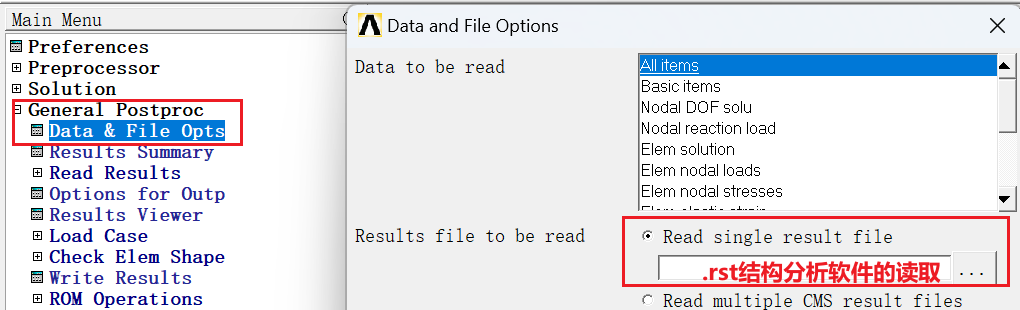 Main Menu
Preferences
Preprocessor
Solution
General Postproc
Data & File Opts
Results Summary
Read Results
Options for Outp
Results Viewer
Load Case
Check Elem Shape
Write Results
ROM Operations
Data and File Options
Data to be read
All items
Basic items
Nodal DOF solu
Nodal reaction load
Elem solution
Elem nodal loads
Elem nodal stresses
Elem elastic strain
Results file to be read
Read single result file
.rst结构分析软件的读取
...
Read multiple CMS result files